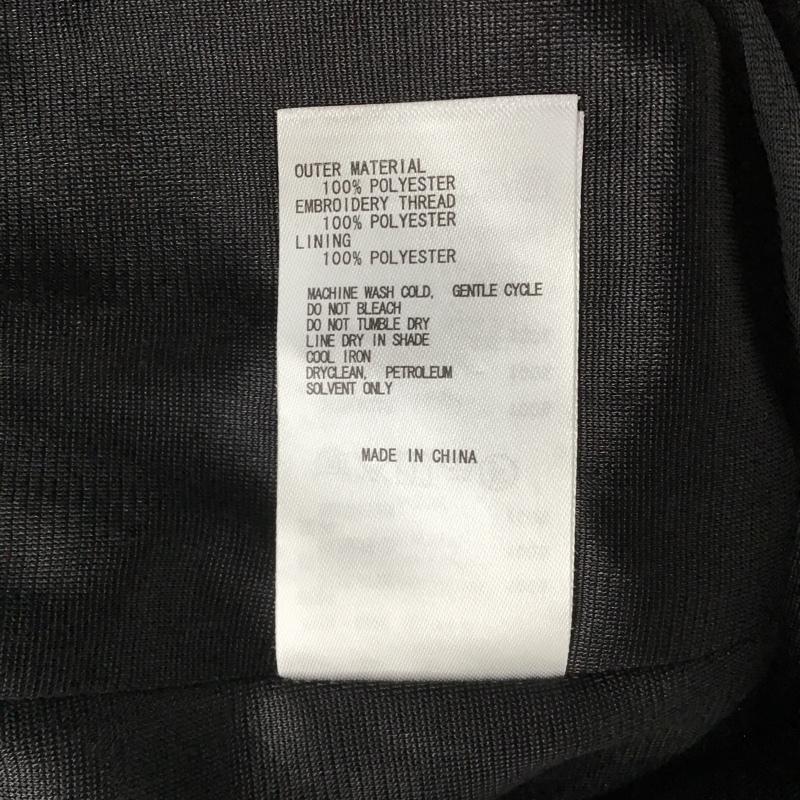 OUTER MATERIAL
100% POLYESTER
EMBROIDERY THREAD
100% POLYESTER
LINING
100% POLYESTER
MACHINE WASH COLD, GENTLE CYCLE
DO NOT BLEACH
DO NOT TUMBLE DRY
LINE DRY IN SHADE
COOL IRON
DRYCLEAN, PETROLEUM
SOLVENT ONLY
MADE IN CHINA